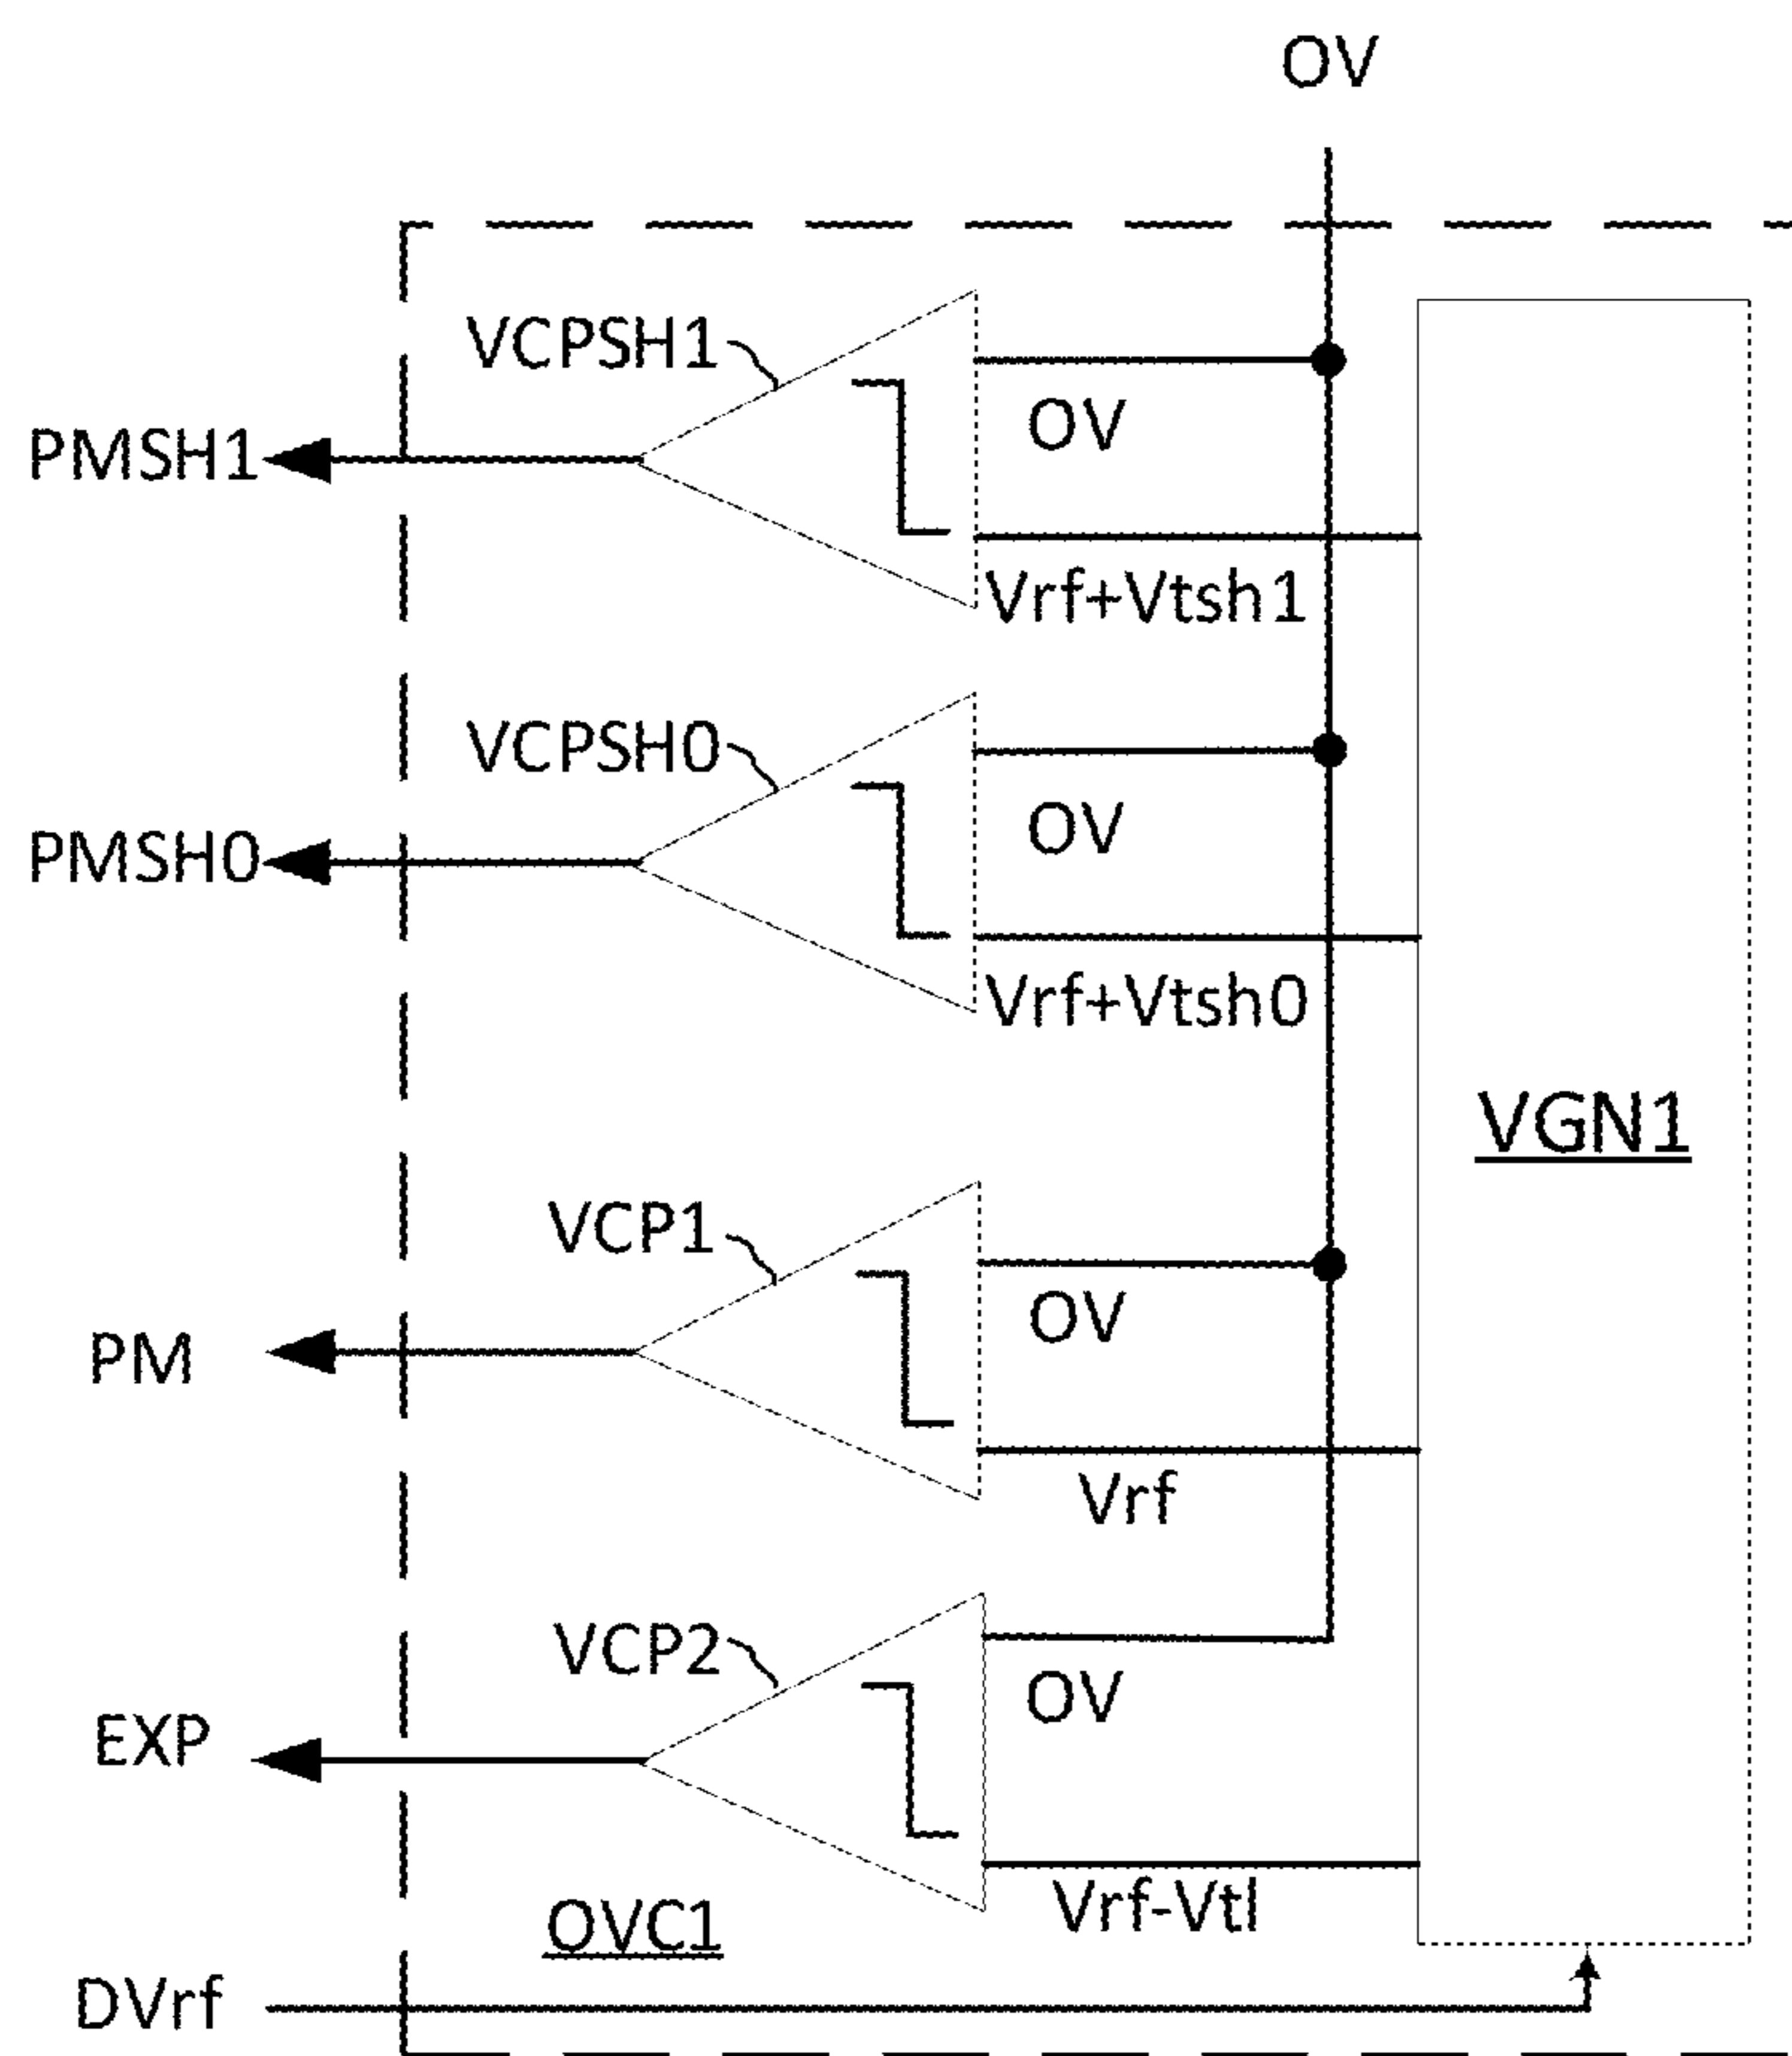 OV
VCPSH1
OV
PMSH1
Vrf+Vtsh1
VCPSH0
OV
PMSH0
Vrf+Vtsh0
VGN1
VCP1
OV
PM
Vrf
VCP2
OV
EXP
Vrf-Vtl
OVC1
DVrf